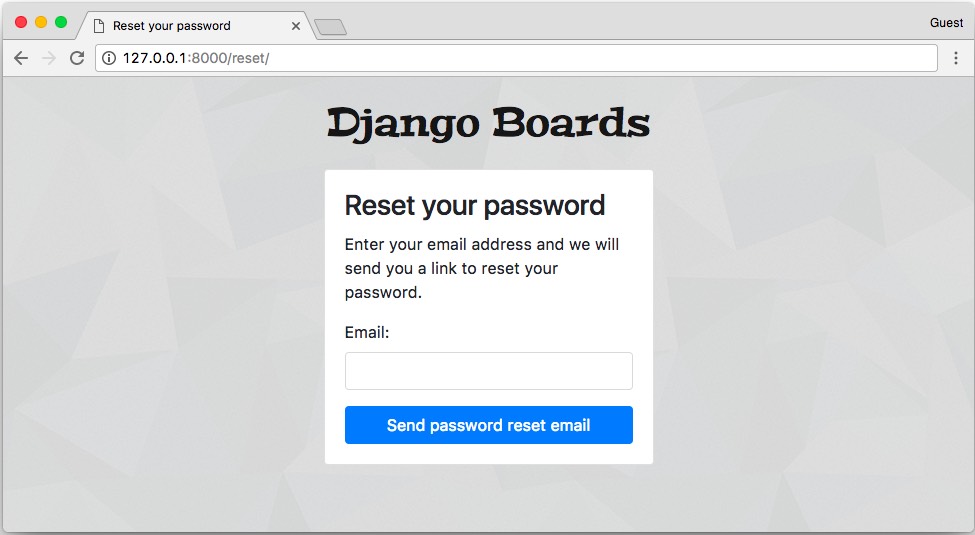 Reset your password
Guest
127.0.0.1:8000/reset/
Django Boards
Reset your password
Enter your email address and we will
send you a link to reset your
password.
Email:
Send password reset email